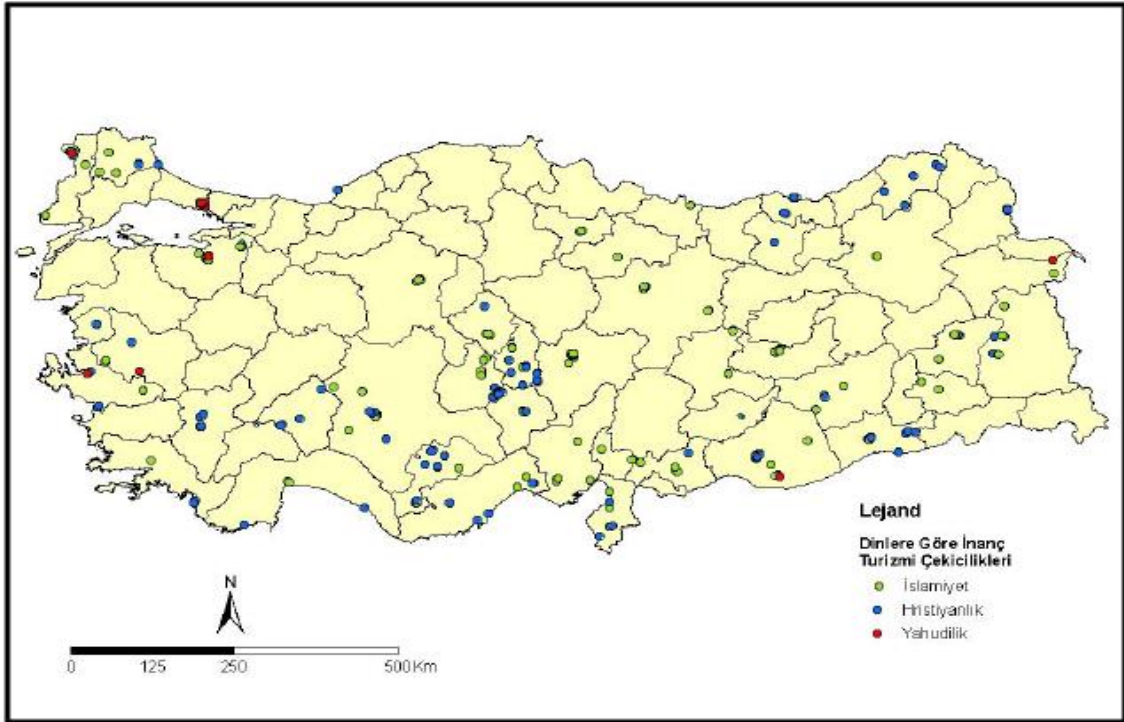 Lejand
Dinlere Göre İnanç
Turizmi Çekicilikleri
İslamiyet
Hristiyanlık
Yahudilik
N
0 125 250 500 Km